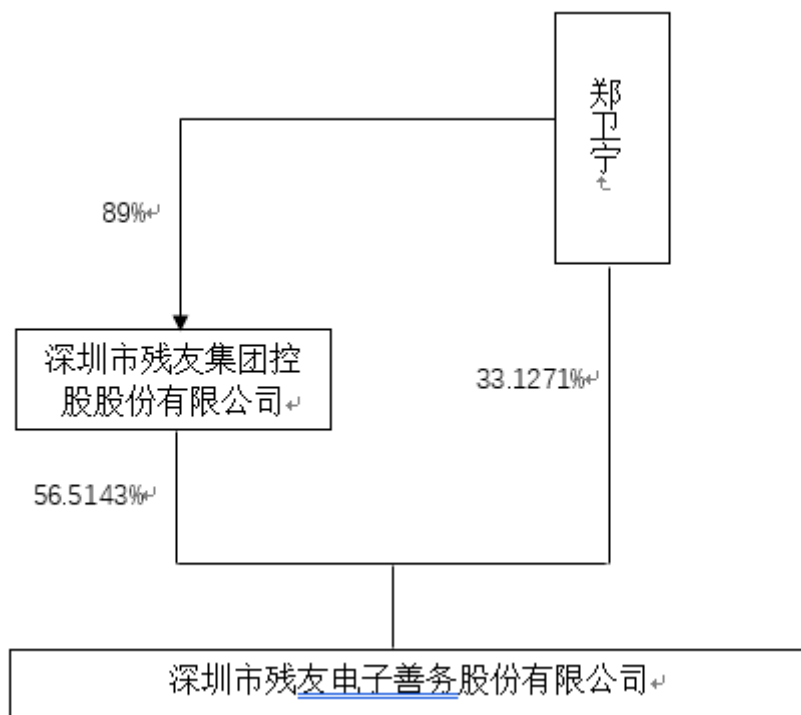 郑卫宁
89%
深圳市残友集团控
股股份有限公司
33.1271%
56.5143%
深圳市残友电子善务股份有限公司